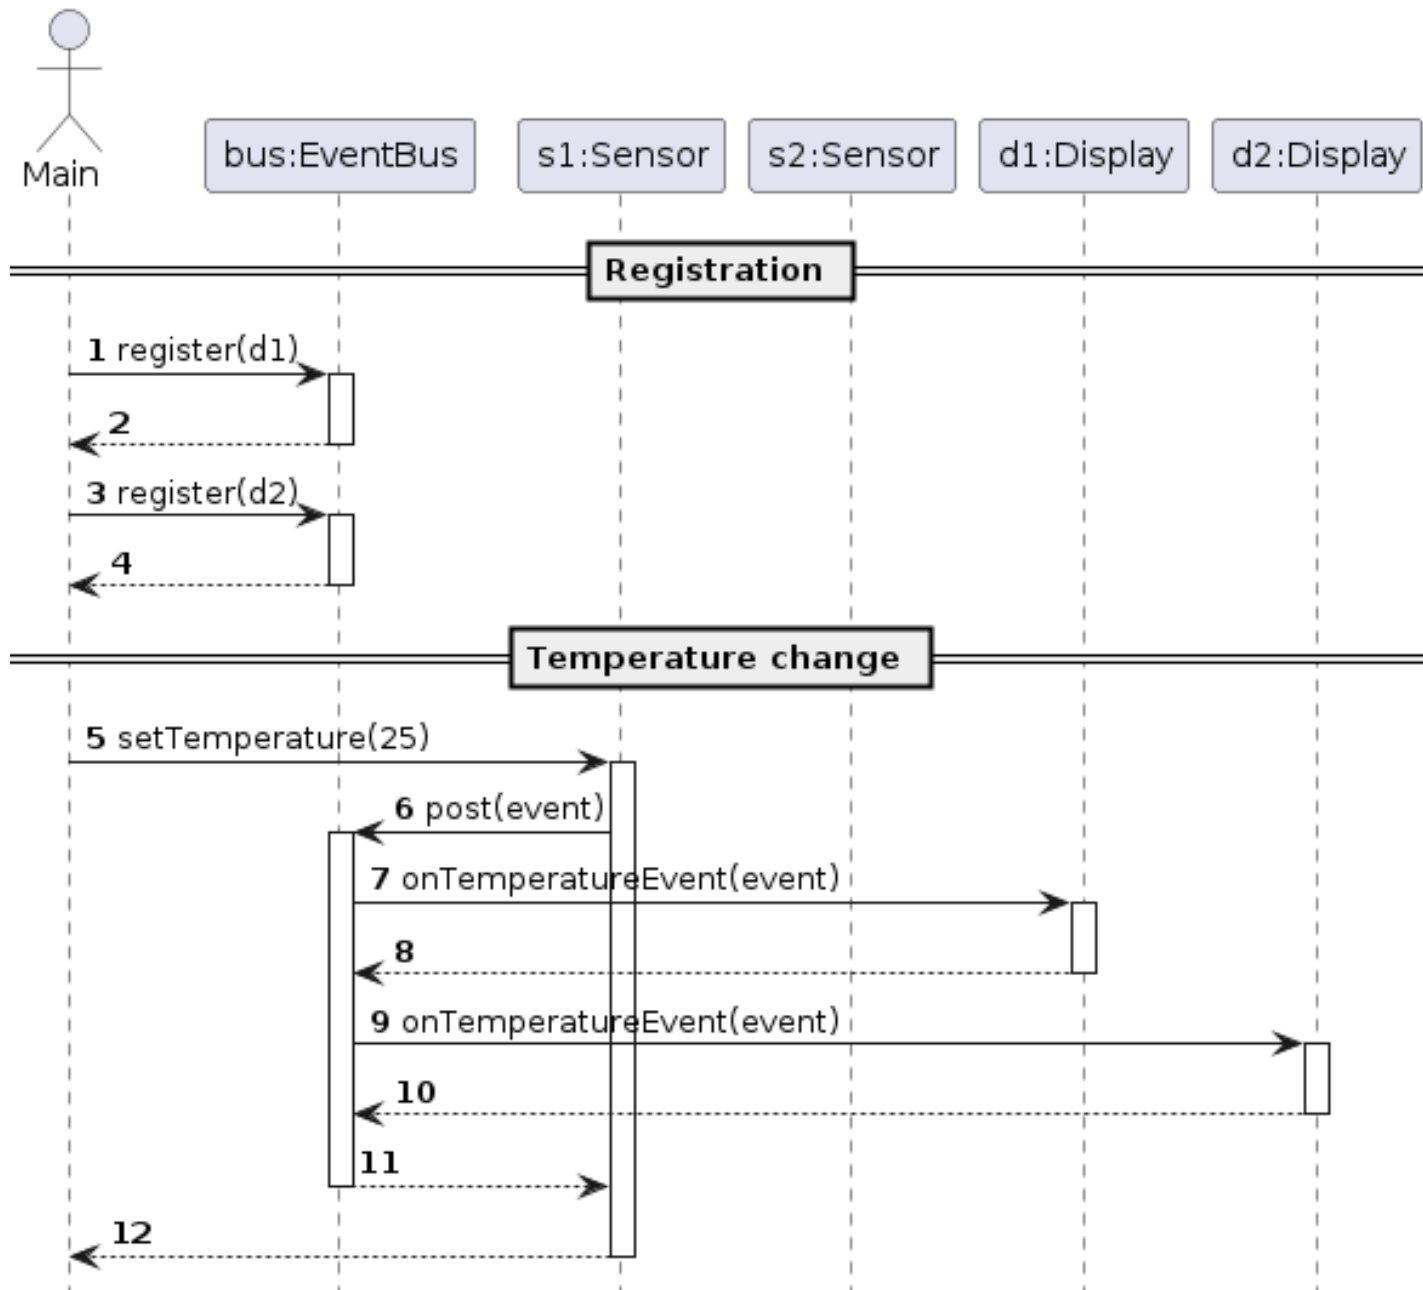 Main
bus:EventBus
s1:Sensor
s2:Sensor
d1:Display
d2:Display
Registration
1 register(d1)
2
3 register(d2)
4
Temperature change
5 setTemperature(25)
6 post(event)
7 onTemperatureEvent(event)
8
9 onTemperatureEvent(event)
10
11
12